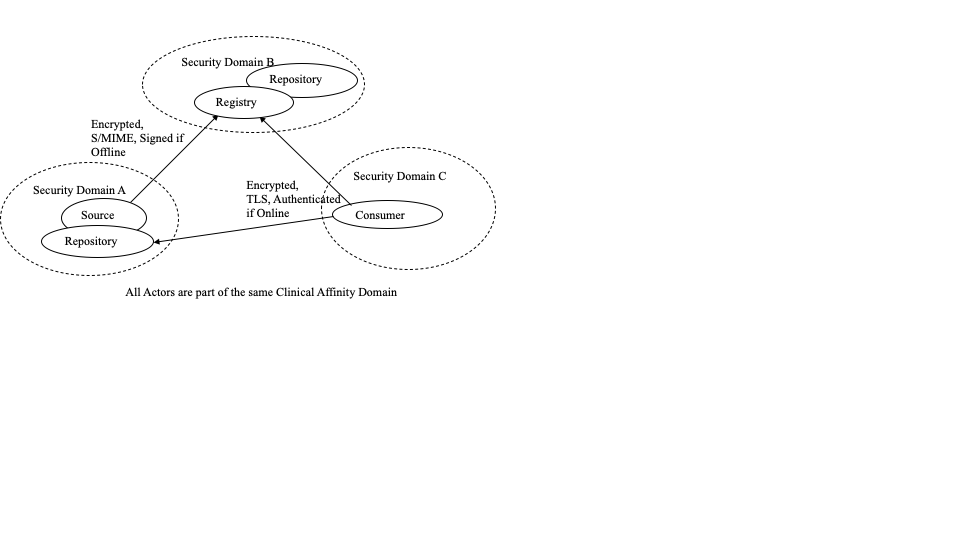 Security Domain B
Repository
Registry
Encrypted,
S/MIME, Signed if
Offline
Security Domain A
Source
Repository
Encrypted,
TLS, Authenticated
if Online
Security Domain C
Consumer
All Actors are part of the same Clinical Affinity Domain